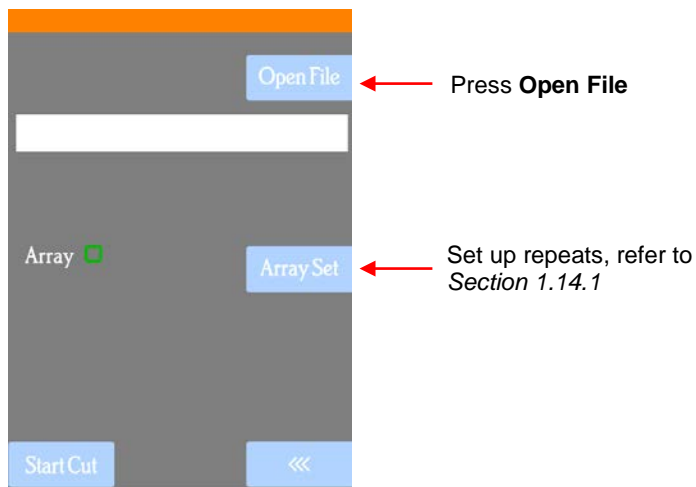 Open File
Press Open File
Array
Array Set
Set up repeats, refer to
Section 1.14.1
Start Cut
<<<